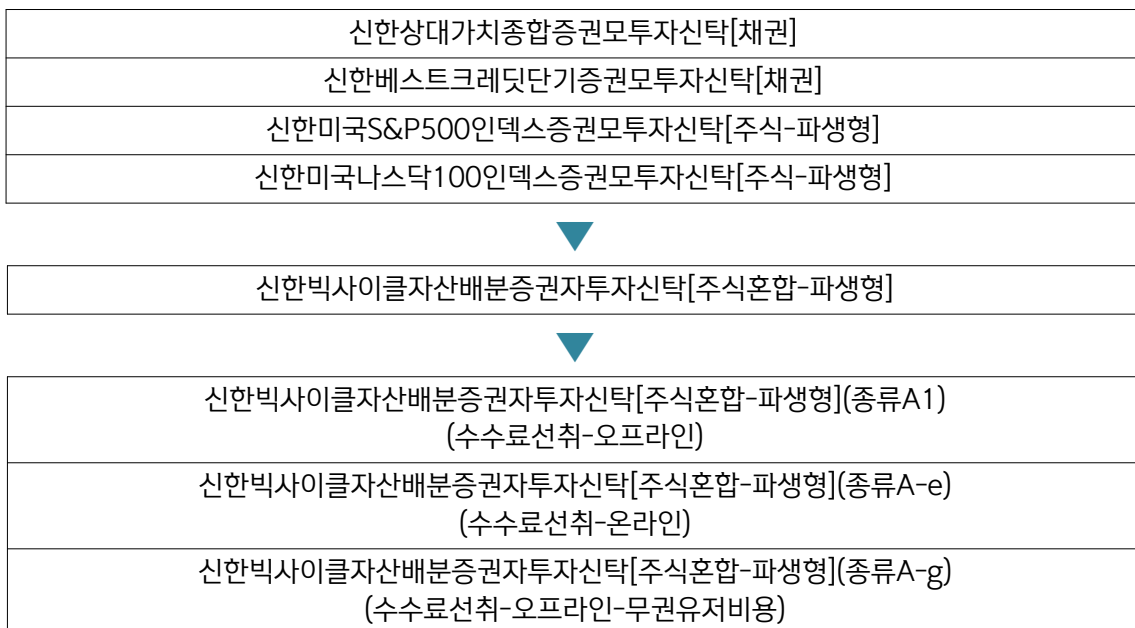 신한상대가치종합증권모투자신탁[채권]
신한베스트크레딧단기증권모투자신탁[채권]
신한미국S&P500인덱스증권모투자신탁[주식-파생형]
신한미국나스닥100인덱스증권모투자신탁[주식-파생형]
신한빅사이클자산배분증권자투자신탁[주식혼합-파생형]
신한빅사이클자산배분증권자투자신탁[주식혼합-파생형](종류A1)
(수수료선취-오프라인)
신한빅사이클자산배분증권자투자신탁[주식혼합-파생형](종류A-e)
(수수료선취-온라인)
신한빅사이클자산배분증권자투자신탁[주식혼합-파생형](종류A-g)
(수수료선취-오프라인-무권유저비용)